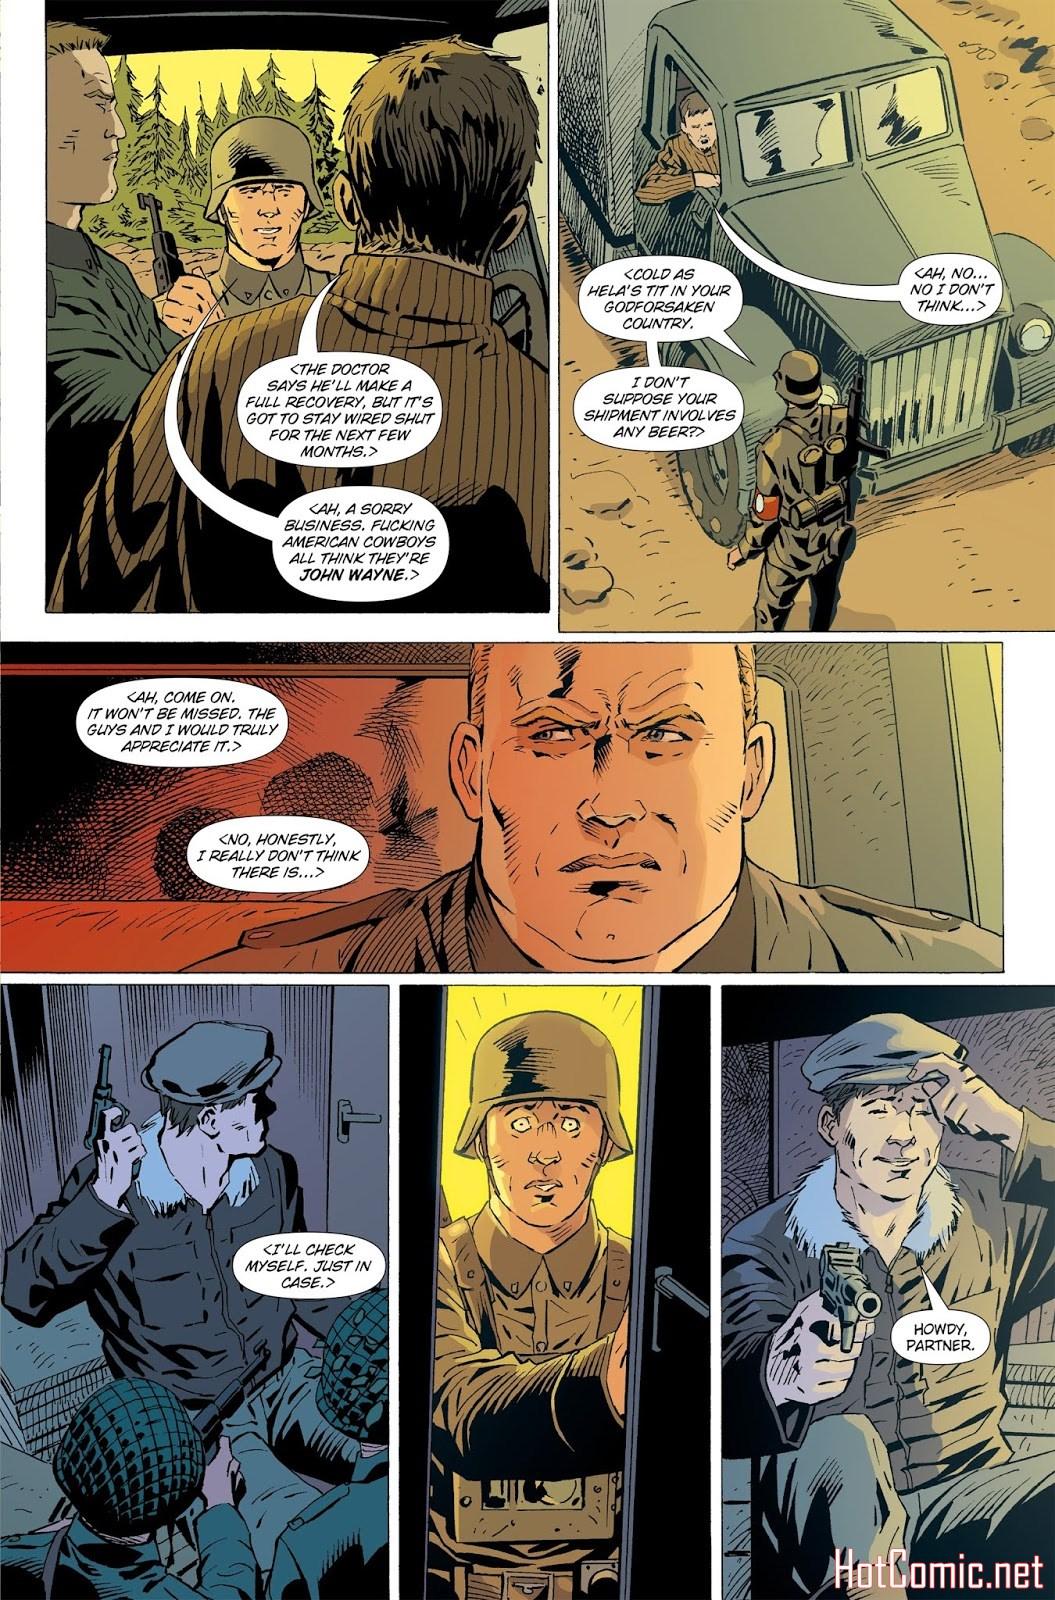 <THE DOCTOR
SAYS HE'LL MAKE A
FULL RECOVERY, BUT IT'S
GOT TO STAY WIRED SHUT
FOR THE NEXT FEW
MONTHS.>
<AH, A SORRY
BUSINESS. FUCKING
AMERICAN COWBOYS
ALL THINK THEY'RE
JOHN WAYNE.>
<COLD AS
HELA'S TIT IN YOUR
GODFORSAKEN
COUNTRY.
I DON'T
SUPPOSE YOUR
SHIPMENT INVOLVES
ANY BEER?>
<AH, NO...
NO I DON'T
THINK...>
<AH, COME ON.
IT WON'T BE MISSED. THE
GUYS AND I WOULD TRULY
APPRECIATE IT.>
<NO, HONESTLY,
I REALLY DON'T THINK
THERE IS...>
<I'LL CHECK
MYSELF. JUST IN
CASE.>
HOWDY,
PARTNER.
HotComic.net